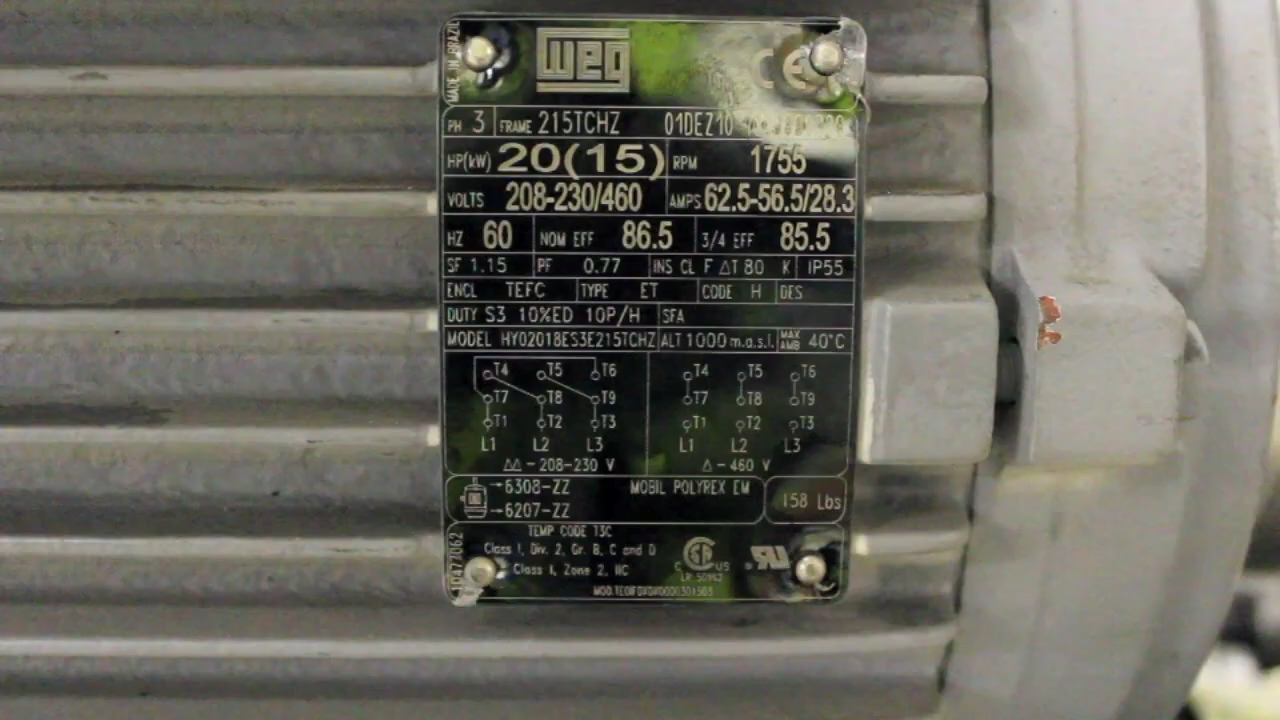 MADE IN BRAZIL
WEG
CE
PH 3 FRAME 215TCHZ 01DEZ10
HP(kW) 20(15) RPM 1755
VOLTS 208-230/460 AMPS 62.5-56.5/28.3
HZ 60 NOM EFF 86.5 3/4 EFF 85.5
SF 1.15 PF 0.77 INS CL F ΔT 80 K IP55
ENCL TEFC TYPE ET CODE H DES
DUTY S3 10%ED 10P/H SFA
MODEL HY02018ES3E215TCHZ ALT 1000 m.a.s.l. MAX AMB 40°C
T4 T5 T6 T4 T5 T6
T7 T8 T9 T7 T8 T9
T1 T2 T3 T1 T2 T3
L1 L2 L3 L1 L2 L3
ΔΔ - 208-230 V Δ - 460 V
→6308-ZZ MOBIL POLYREX EM
→6207-ZZ 158 Lbs
TEMP CODE T3C
Class I, Div. 2, Gr. B, C and D
Class I, Zone 2, IIC
C US